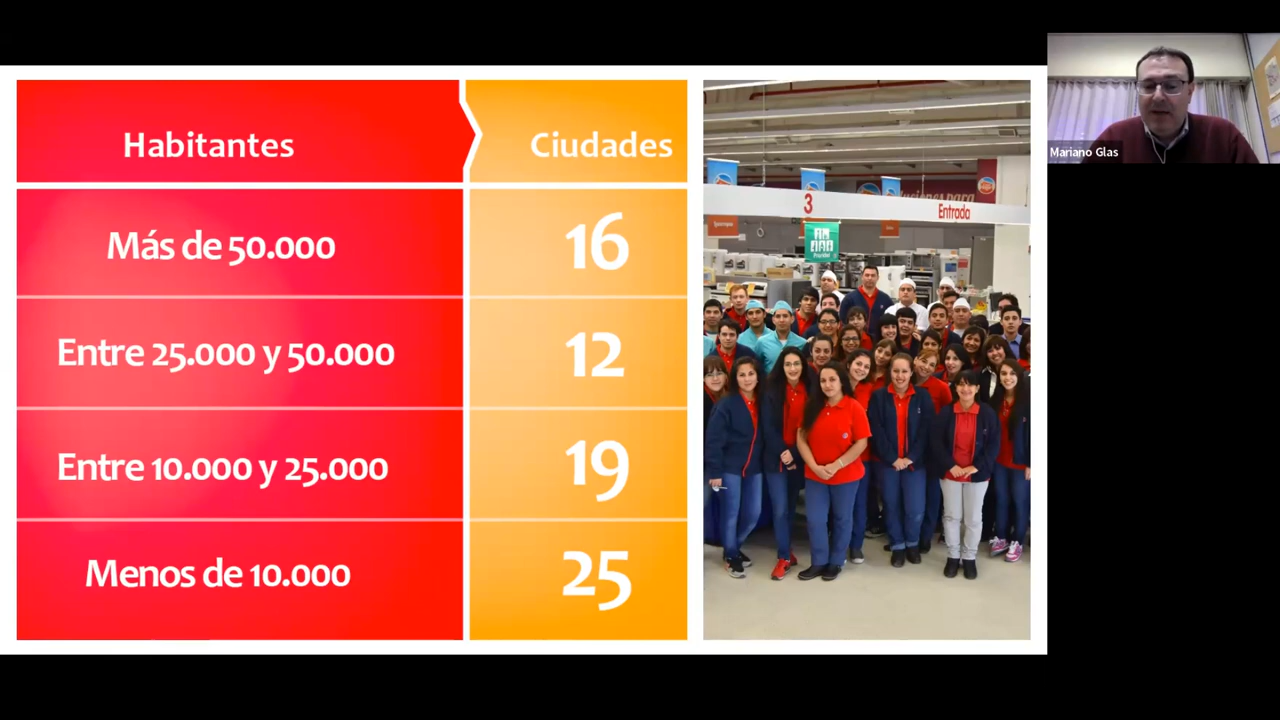 Habitantes
Ciudades
Más de 50.000
16
Entre 25.000 y 50.000
12
Entre 10.000 y 25.000
19
Menos de 10.000
25
3
Entrada
Mariano Glas